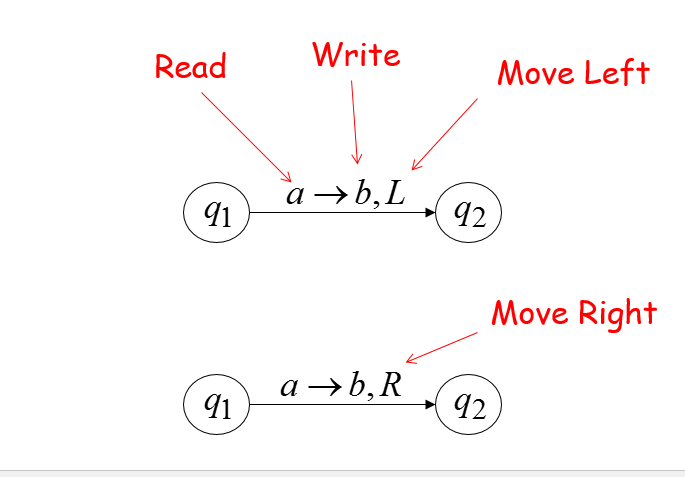 Read
Write
Move Left
a → b, L
q1
q2
Move Right
a → b, R
q1
q2